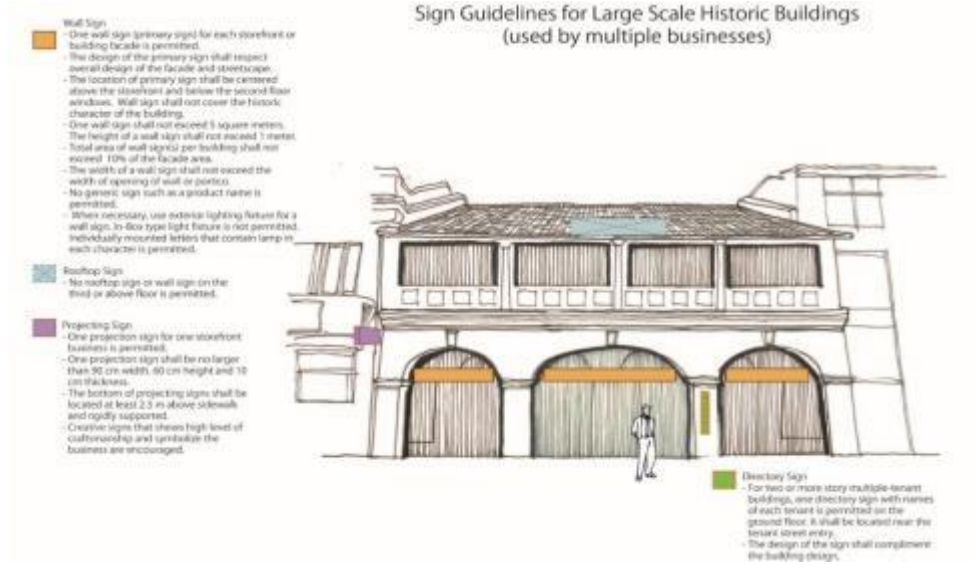 Sign Guidelines for Large Scale Historic Buildings
(used by multiple businesses)
Wall Sign
- One wall sign (primary sign) for each storefront or
building facade is permitted.
- The design of the primary sign shall respect
overall design of the facade and streetscape.
- The location of primary sign shall be centered
above the storefront and below the second floor
windows. Wall sign shall not cover the historic
character of the building.
- One wall sign shall not exceed 5 square meters.
The height of a wall sign shall not exceed 1 meter.
- Total area of wall sign(s) per building shall not
exceed 10% of the facade area.
- The width of a wall sign shall not exceed the
width of opening of wall or portico.
- No generic sign such as a product name is
permitted.
- When necessary, use exterior lighting fixture for a
wall sign. In-Box type light fixture is not permitted.
Individually mounted letters that contain lamp in
each character is permitted.
Rooftop Sign
- No rooftop sign or wall sign on the
third or above floor is permitted.
Projecting Sign
- One projection sign for one storefront
business is permitted.
- One projection sign shall be no larger
than 90 cm width, 60 cm height and 10
cm thickness.
- The bottom of projecting signs shall be
located at least 2.5 m above sidewalk
and rigidly supported.
- Creative signs that shows high level of
craftsmanship and symbolize the
business are encouraged.
Directory Sign
- For two or more story multiple-tenant
buildings, one directory sign with names
of each tenant is permitted on the
ground floor. It shall be located near the
tenant street entry.
- The design of the sign shall compliment
the building design.